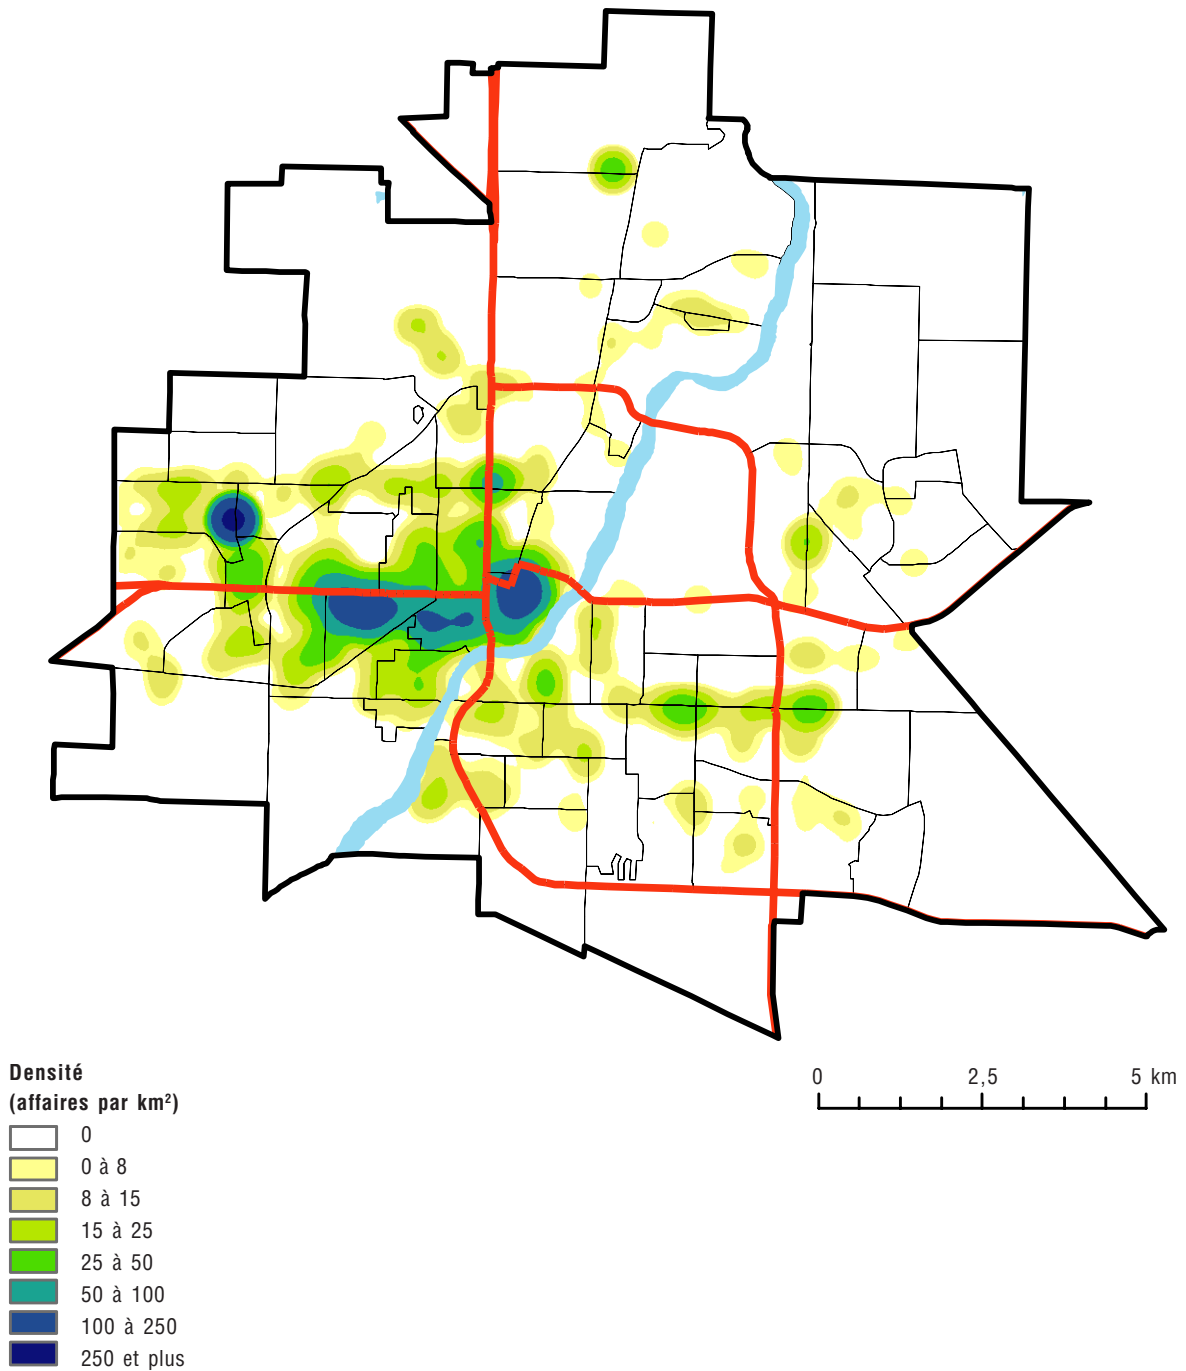 Densité
(affaires par km²)
0
0 à 8
8 à 15
15 à 25
25 à 50
50 à 100
100 à 250
250 et plus
0 2,5 5 km